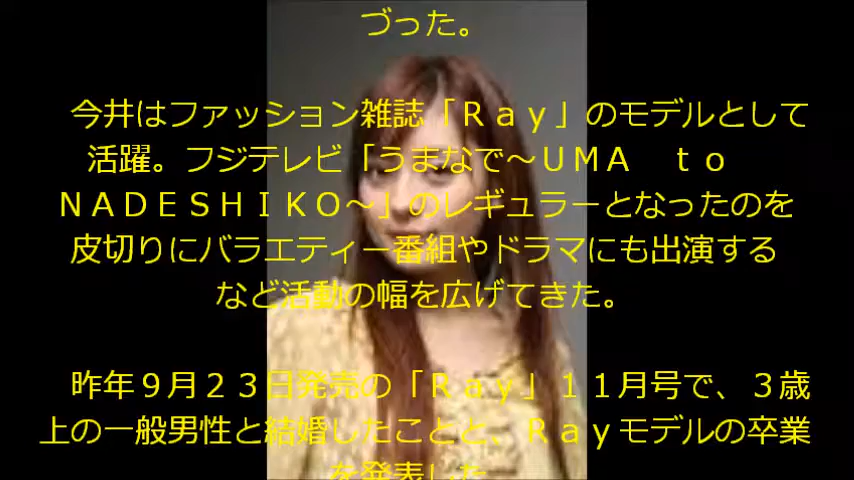 づった。
今井はファッション雑誌「Ｒａｙ」のモデルとして
活躍。フジテレビ「うまなで～ＵＭＡ　ｔｏ
ＮＡＤＥＳＨＩＫＯ～」のレギュラーとなったのを
皮切りにバラエティー番組やドラマにも出演する
など活動の幅を広げてきた。
昨年９月２３日発売の「Ｒａｙ」１１月号で、３歳
上の一般男性と結婚したことと、Ｒａｙモデルの卒業
を発表した